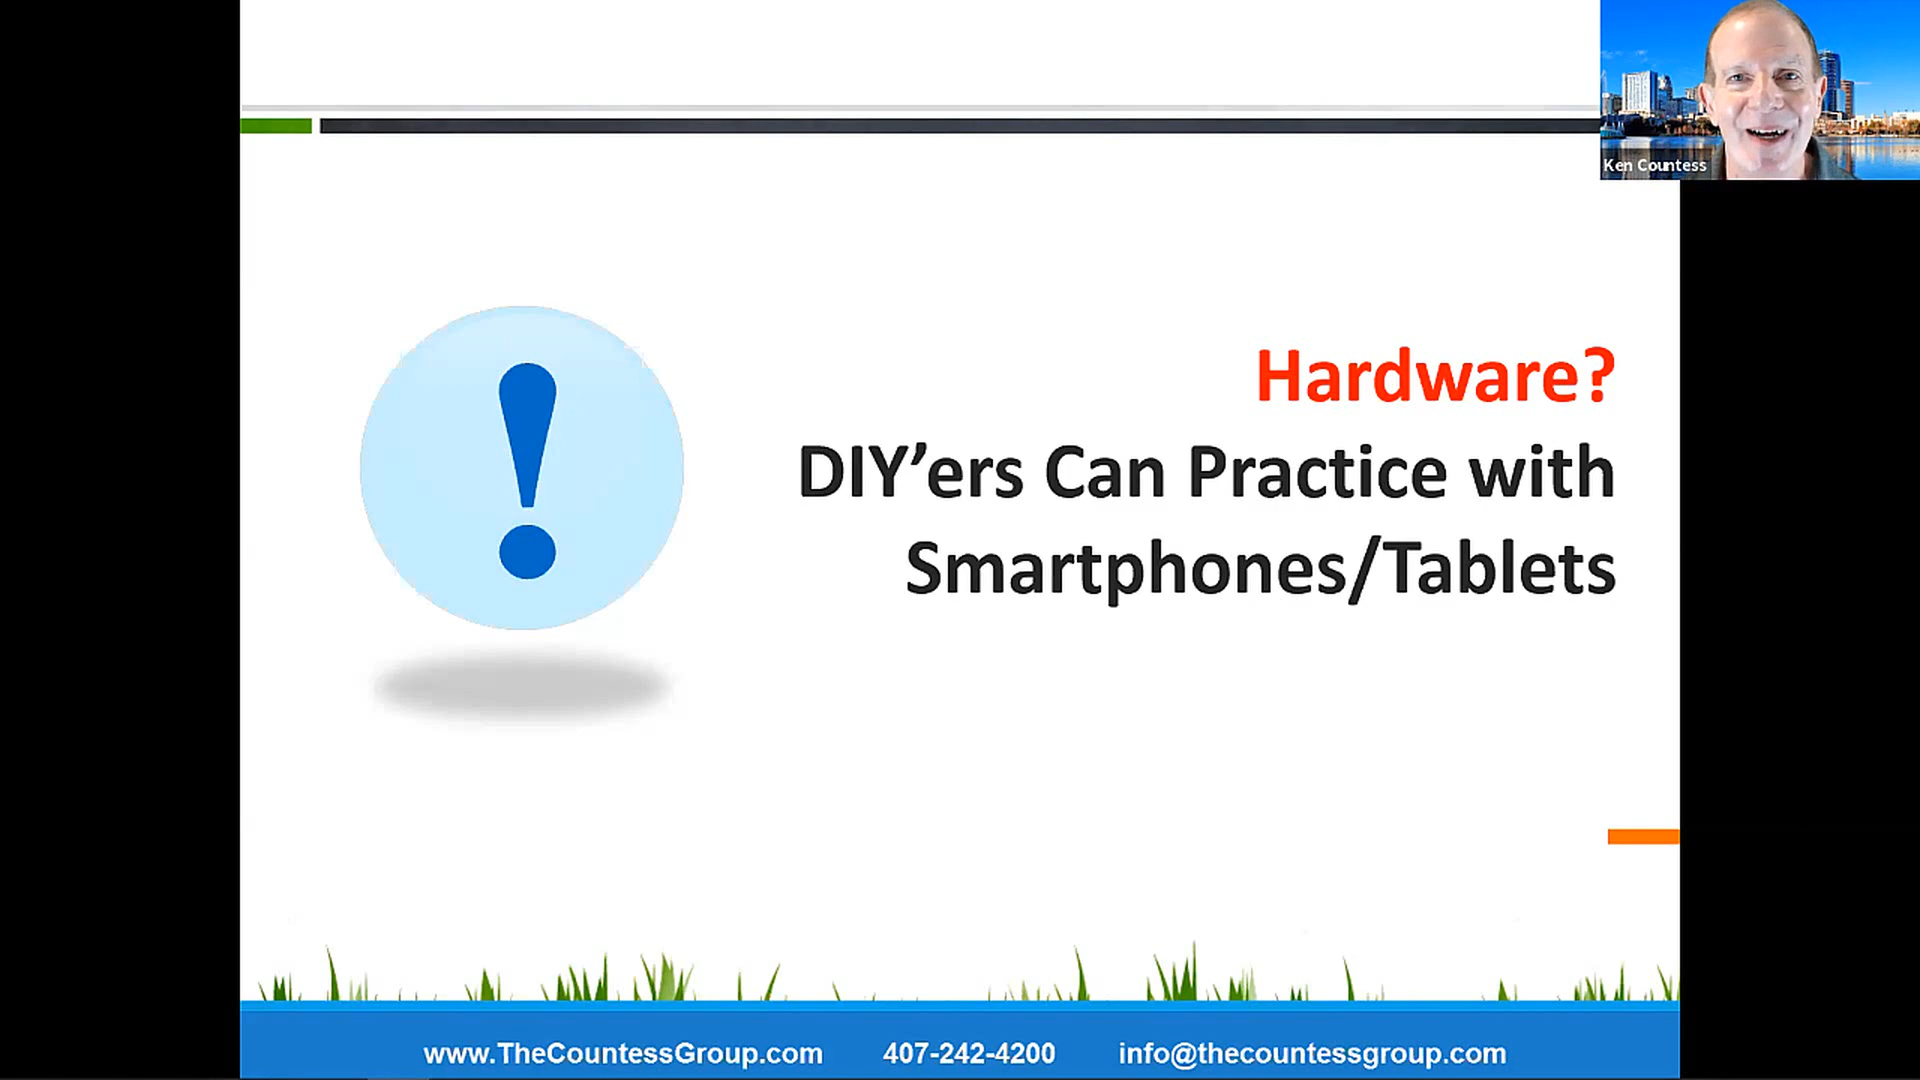 Ken Countess
!
Hardware?
DIY’ers Can Practice with
Smartphones/Tablets
www.TheCountessGroup.com 407-242-4200 info@thecountessgroup.com